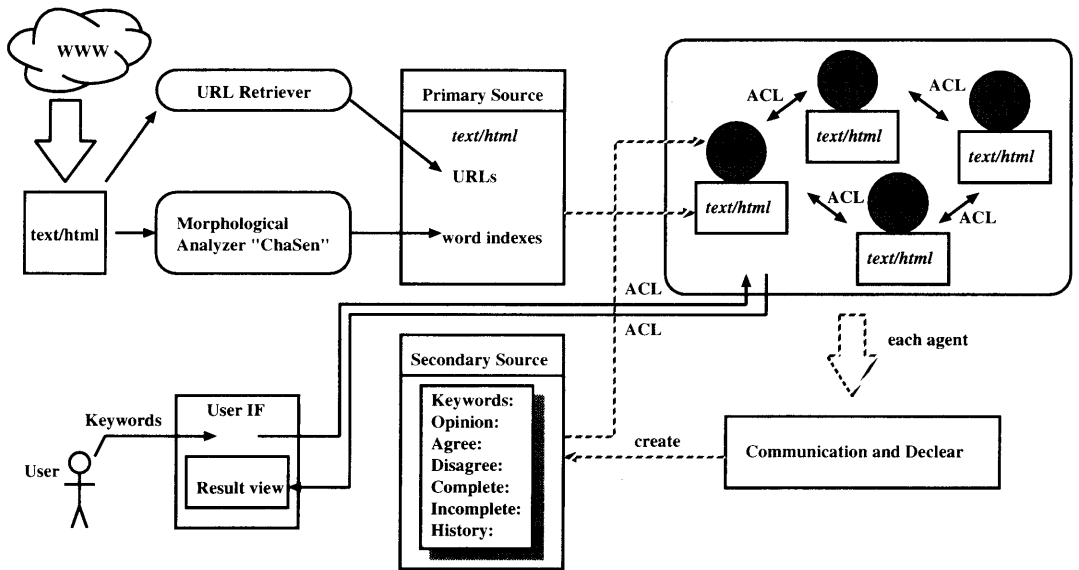 WWW
URL Retriever
text/html
Morphological
Analyzer "ChaSen"
Primary Source
text/html
URLs
word indexes
ACL
ACL
ACL
ACL
text/html
text/html
text/html
text/html
ACL
ACL
each agent
Communication and Declear
create
Secondary Source
Keywords:
Opinion:
Agree:
Disagree:
Complete:
Incomplete:
History:
User IF
Result view
Keywords
User